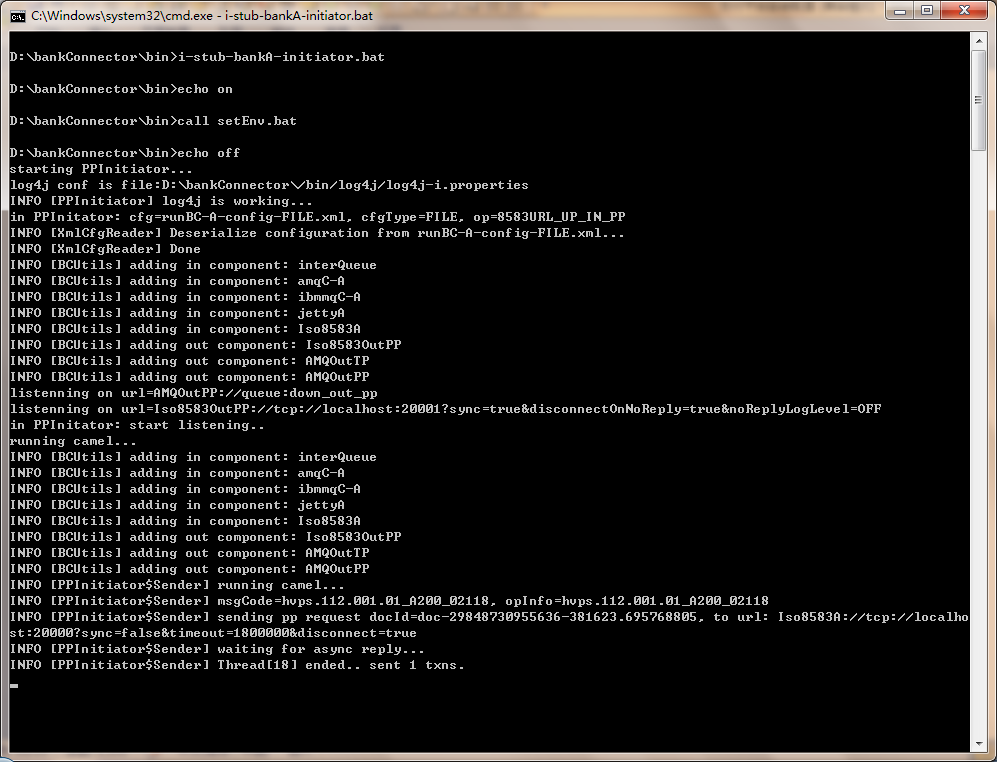 C:\Windows\system32\cmd.exe - i-stub-bankA-initiator.bat
D:\bankConnector\bin>i-stub-bankA-initiator.bat
D:\bankConnector\bin>echo on
D:\bankConnector\bin>call setEnv.bat
D:\bankConnector\bin>echo off
starting PPInitiator...
log4j conf is file:D:\bankConnector\/bin/log4j/log4j-i.properties
INFO [PPInitiator] log4j is working...
in PPInitator: cfg=runBC-A-config-FILE.xml, cfgType=FILE, op=8583URL_UP_IN_PP
INFO [XmlCfgReader] Deserialize configuration from runBC-A-config-FILE.xml...
INFO [XmlCfgReader] Done
INFO [BCUtils] adding in component: interQueue
INFO [BCUtils] adding in component: amqC-A
INFO [BCUtils] adding in component: ibmmqC-A
INFO [BCUtils] adding in component: jettyA
INFO [BCUtils] adding in component: Iso8583A
INFO [BCUtils] adding out component: Iso8583OutPP
INFO [BCUtils] adding out component: AMQOutTP
INFO [BCUtils] adding out component: AMQOutPP
listenning on url=AMQOutPP://queue:down_out_pp
listenning on url=Iso8583OutPP://tcp://localhost:20001?sync=true&disconnectOnNoReply=true&noReplyLogLevel=OFF
in PPInitator: start listening..
running camel...
INFO [BCUtils] adding in component: interQueue
INFO [BCUtils] adding in component: amqC-A
INFO [BCUtils] adding in component: ibmmqC-A
INFO [BCUtils] adding in component: jettyA
INFO [BCUtils] adding in component: Iso8583A
INFO [BCUtils] adding out component: Iso8583OutPP
INFO [BCUtils] adding out component: AMQOutTP
INFO [BCUtils] adding out component: AMQOutPP
INFO [PPInitiator$Sender] running camel...
INFO [PPInitiator$Sender] msgCode=hvps.112.001.01_A200_02118, opInfo=hvps.112.001.01_A200_02118
INFO [PPInitiator$Sender] sending pp request docId=doc-29848730955636-381623.695768805, to url: Iso8583A://tcp://localho
st:20000?sync=false&timeout=1800000&disconnect=true
INFO [PPInitiator$Sender] waiting for async reply...
INFO [PPInitiator$Sender] Thread[18] ended.. sent 1 txns.